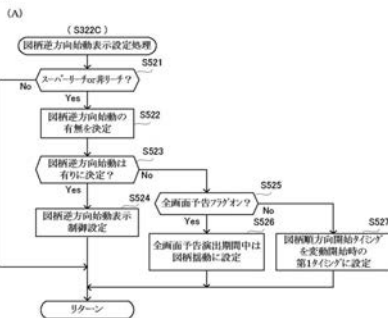 (A)
(S322C)
図柄逆方向始動表示設定処理
S521
スーパーリーチor非リーチ?
No
Yes
S522
図柄逆方向始動の
有無を決定
S523
図柄逆方向始動は
有りに決定?
No
Yes
S524
図柄逆方向始動表示
制御設定
S525
全画面予告フラグオン?
No
Yes
S526
全画面予告演出期間中は
図柄揺動に設定
S527
図柄順方向開始タイミング
を変動開始時の
第1タイミングに設定
リターン